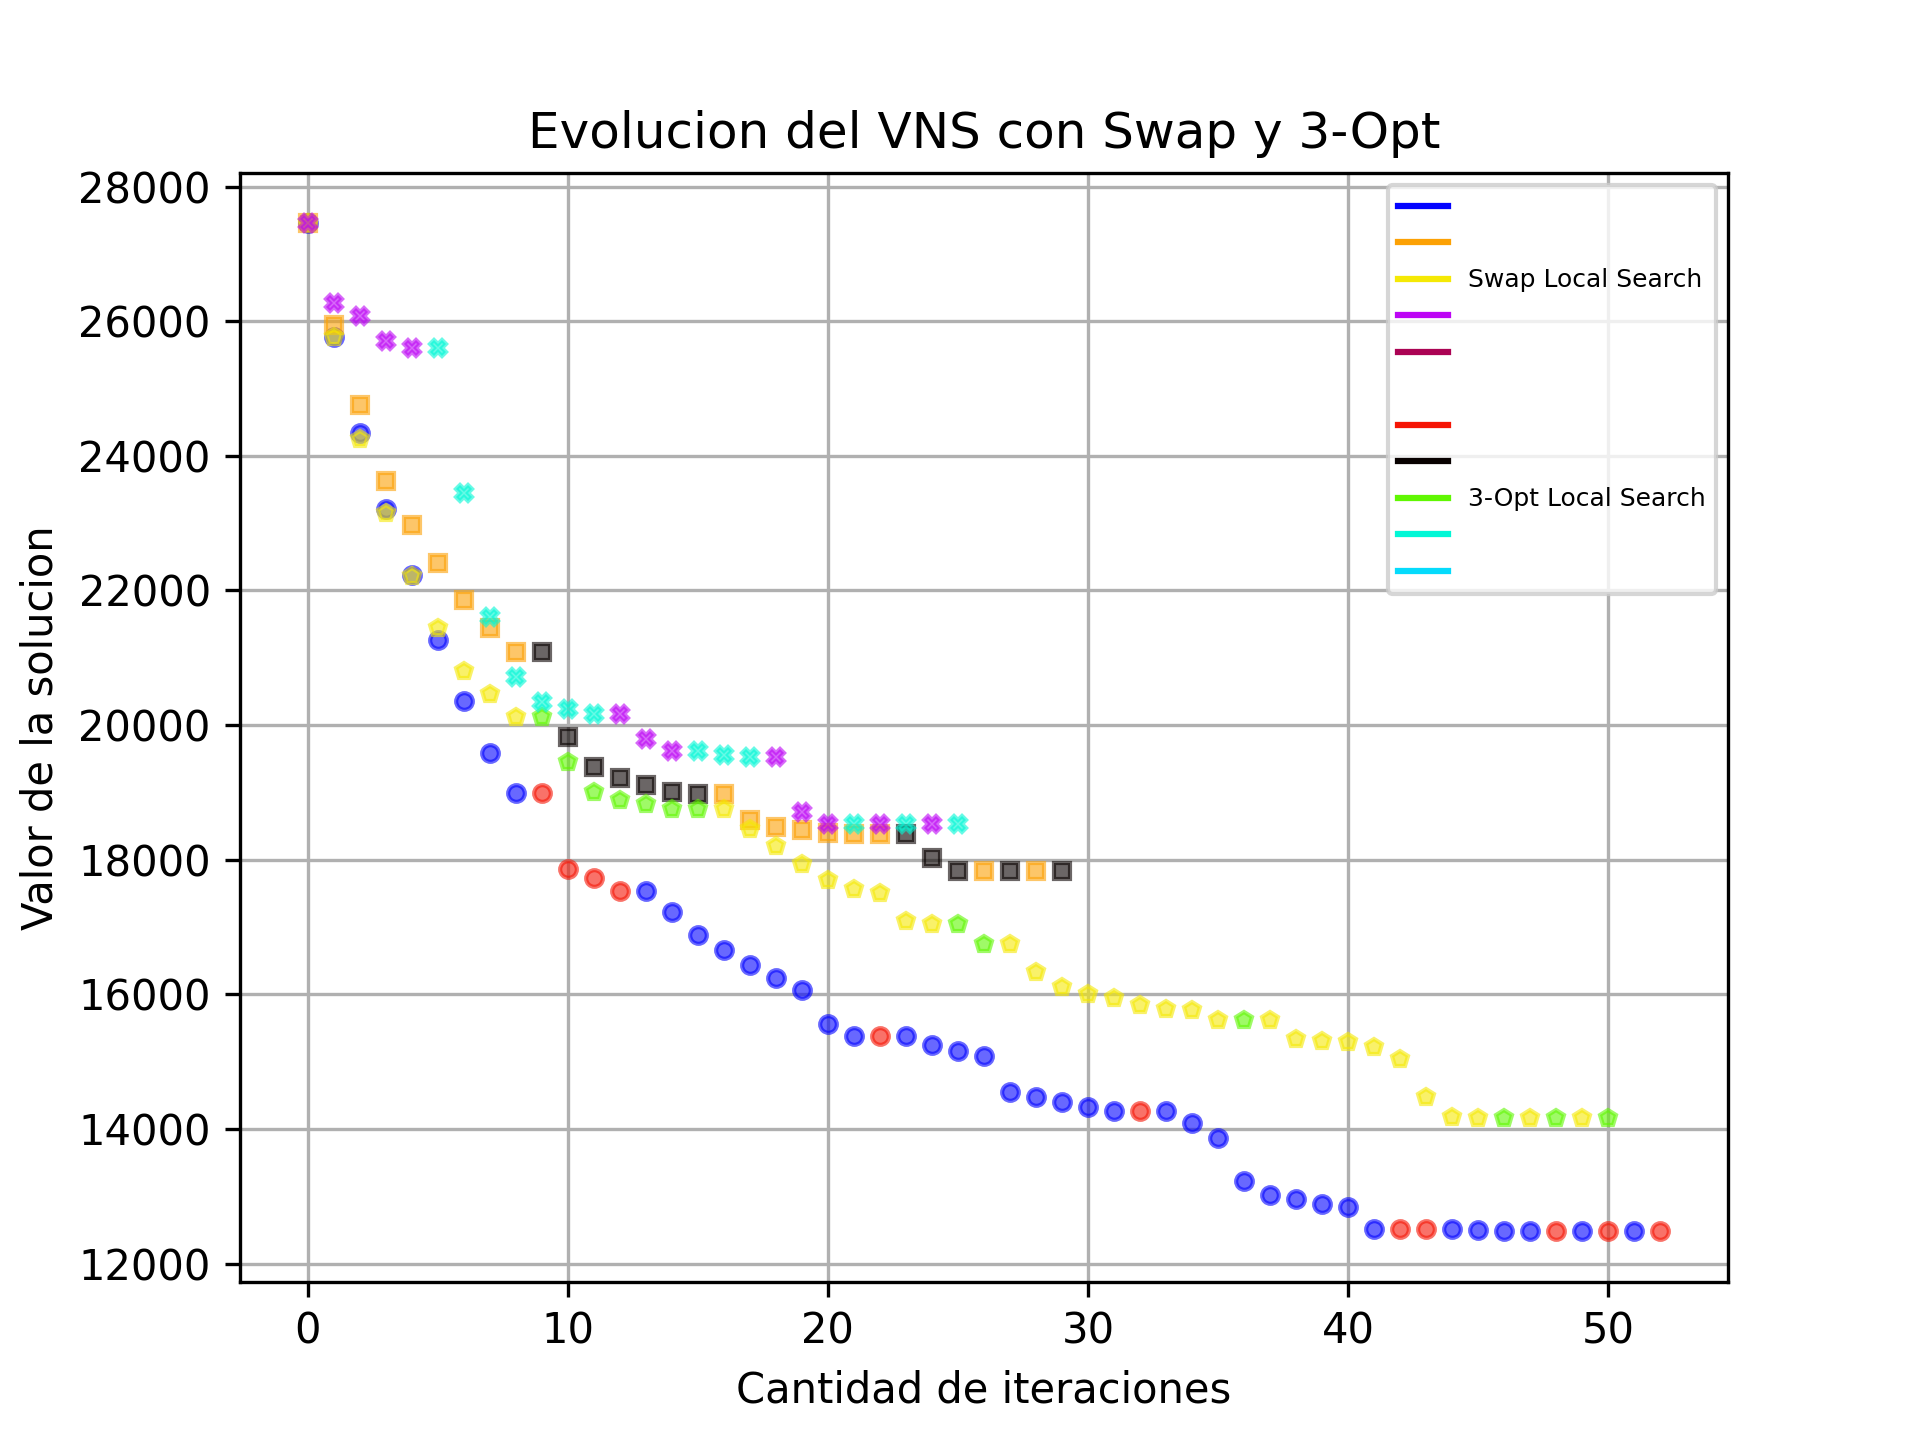 Evolucion del VNS con Swap y 3-Opt
28000
26000
24000
22000
20000
18000
16000
14000
12000
Valor de la solucion
Swap Local Search
3-Opt Local Search
0 10 20 30 40 50
Cantidad de iteraciones